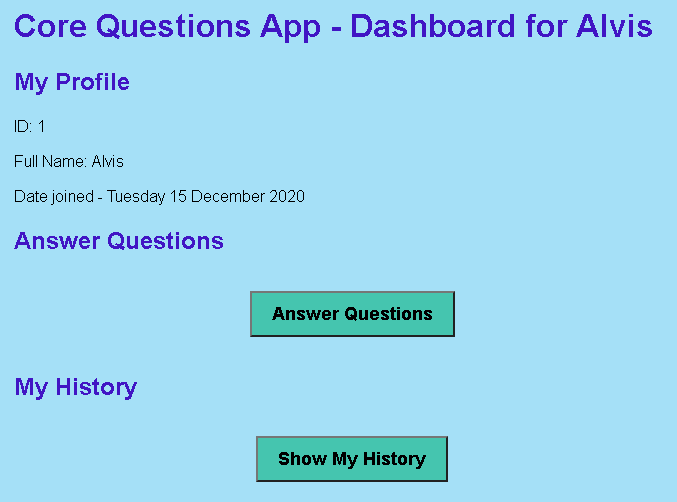 Core Questions App - Dashboard for Alvis
My Profile
ID: 1
Full Name: Alvis
Date joined - Tuesday 15 December 2020
Answer Questions
Answer Questions
My History
Show My History